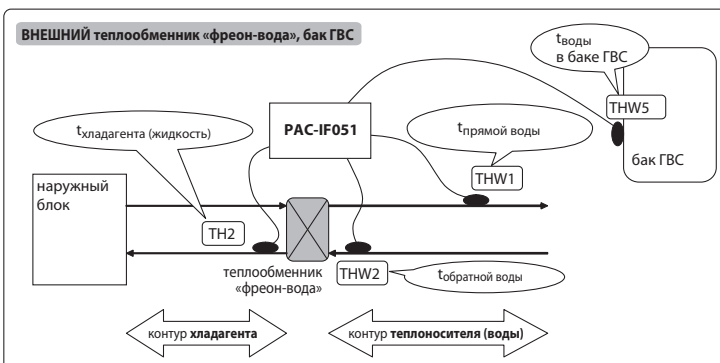 ВНЕШНИЙ теплообменник «фреон-вода», бак ГВС
tводы
в баке ГВС
THW5
бак ГВС
tхладагента (жидкость)
PAC-IF051
tпрямой воды
THW1
наружный
блок
TH2
теплообменник
«фреон-вода»
THW2
tобратной воды
контур хладагента
контур теплоносителя (воды)